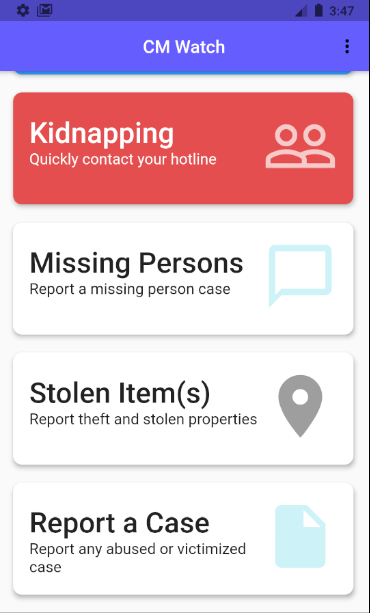 3:47
CM Watch
Kidnapping
Quickly contact your hotline
Missing Persons
Report a missing person case
Stolen Item(s)
Report theft and stolen properties
Report a Case
Report any abused or victimized
case